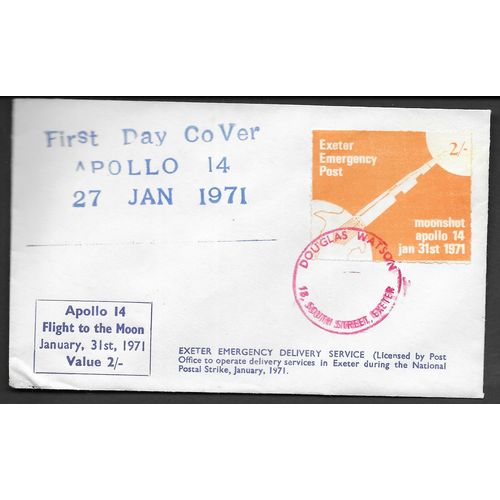 First Day CoVer
APOLLO 14
27 JAN 1971
Exeter
Emergency
Post
2/-
moonshot
apollo 14
jan 31st 1971
DOUGLAS WATSON
18, SOUTH STREET, EXETER
Apollo 14
Flight to the Moon
January, 31st, 1971
Value 2/-
EXETER EMERGENCY DELIVERY SERVICE (Licensed by Post
Office to operate delivery services in Exeter during the National
Postal Strike, January, 1971.